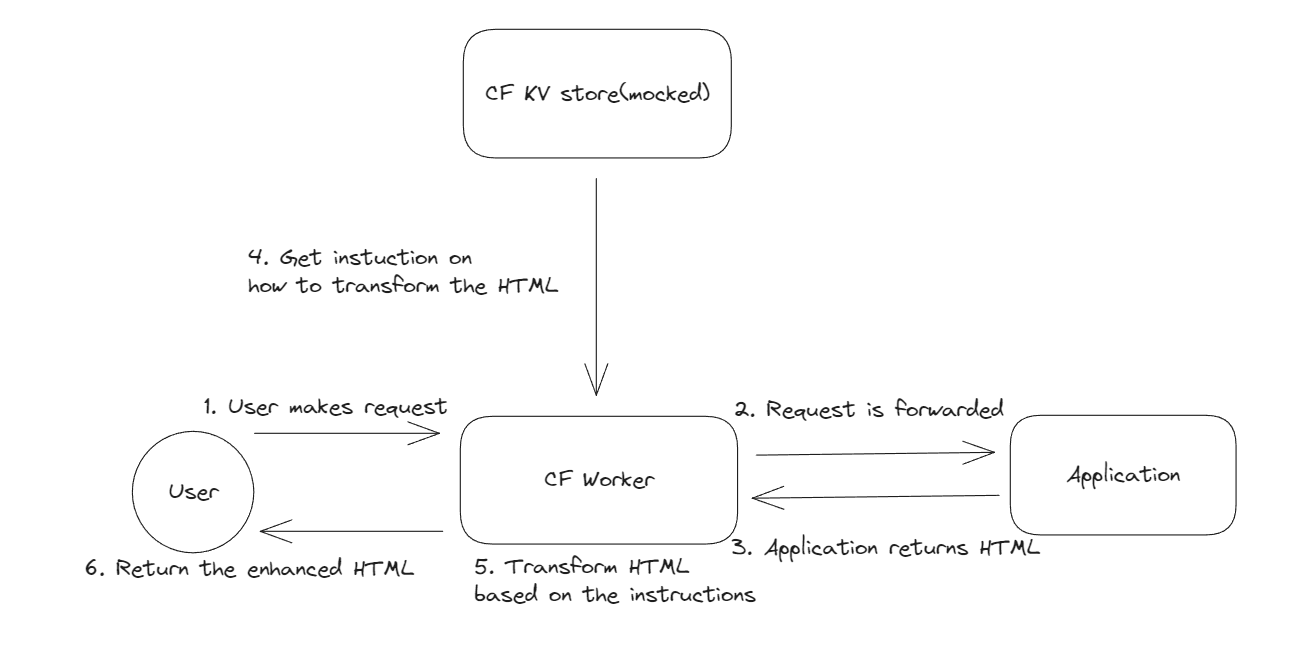 CF KV store(mocked)
4. Get instuction on
how to transform the HTML
1. User makes request
2. Request is forwarded
User
CF Worker
Application
3. Application returns HTML
6. Return the enhanced HTML
5. Transform HTML
based on the instructions